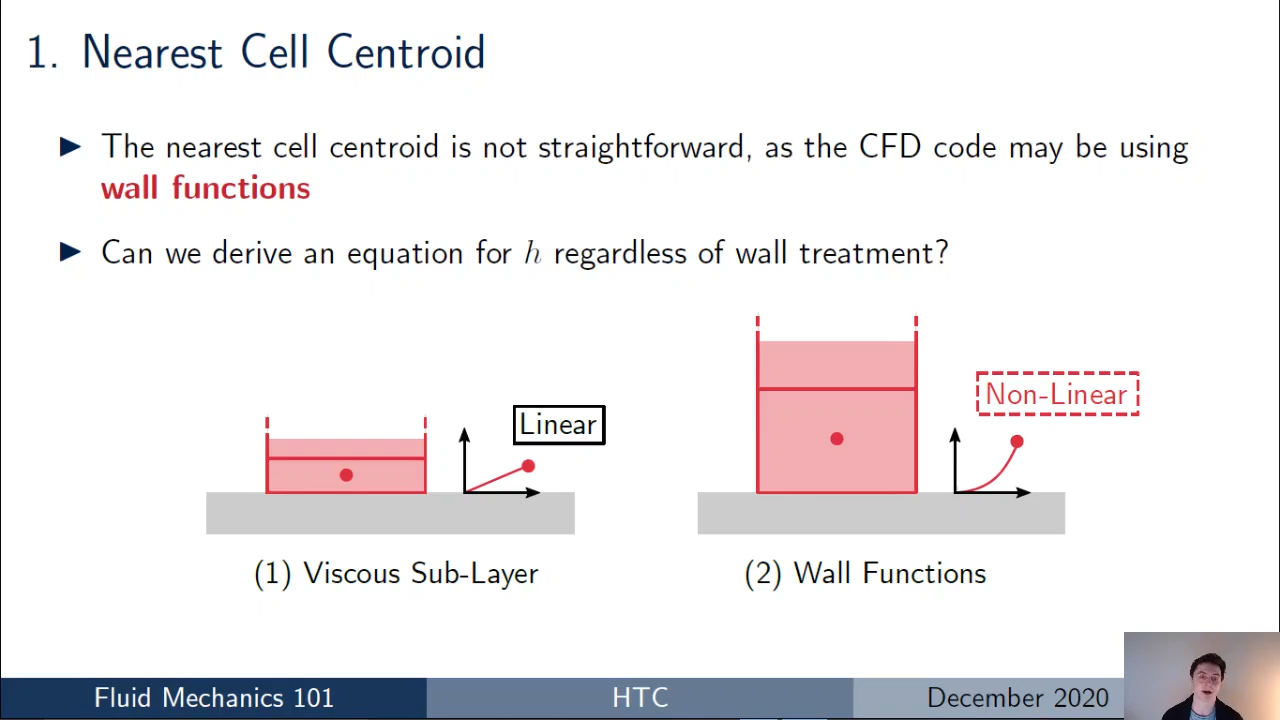 1. Nearest Cell Centroid
▶ The nearest cell centroid is not straightforward, as the CFD code may be using
wall functions
▶ Can we derive an equation for h regardless of wall treatment?
Linear
Non-Linear
(1) Viscous Sub-Layer
(2) Wall Functions
Fluid Mechanics 101
HTC
December 2020